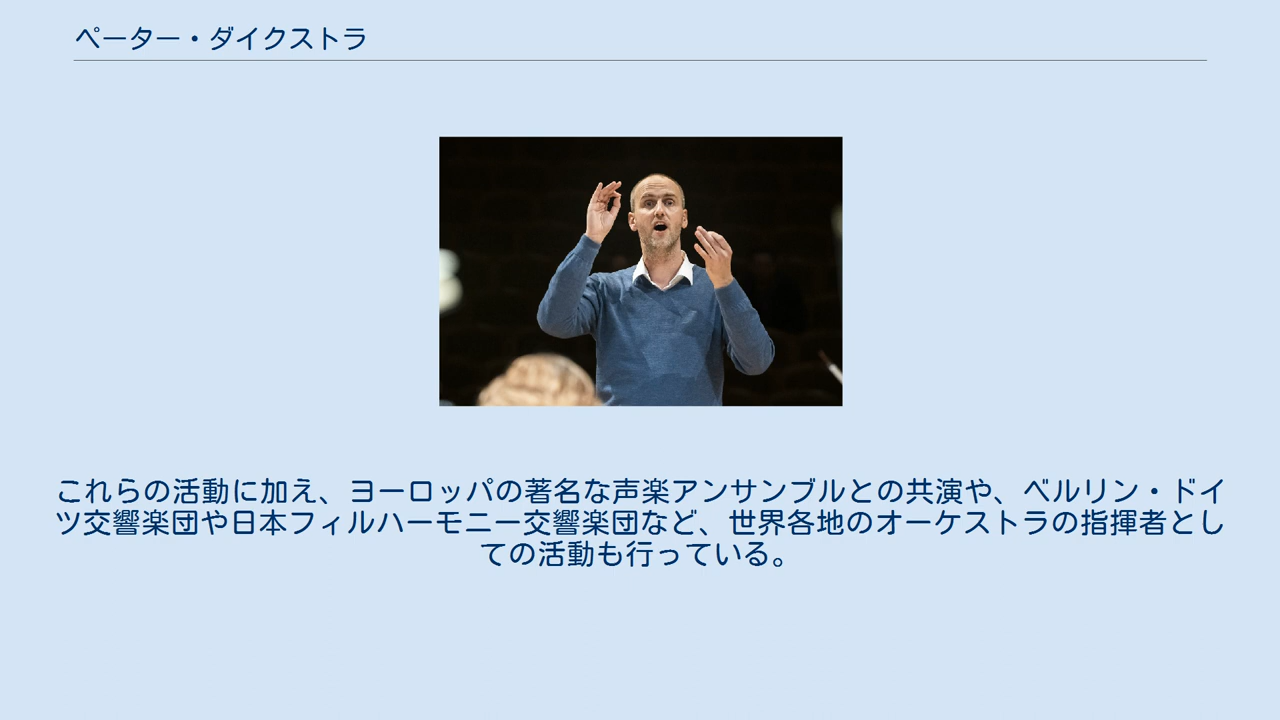 ペーター・ダイクストラ
これらの活動に加え、ヨーロッパの著名な声楽アンサンブルとの共演や、ベルリン・ドイ
ツ交響楽団や日本フィルハーモニー交響楽団など、世界各地のオーケストラの指揮者とし
ての活動も行っている。